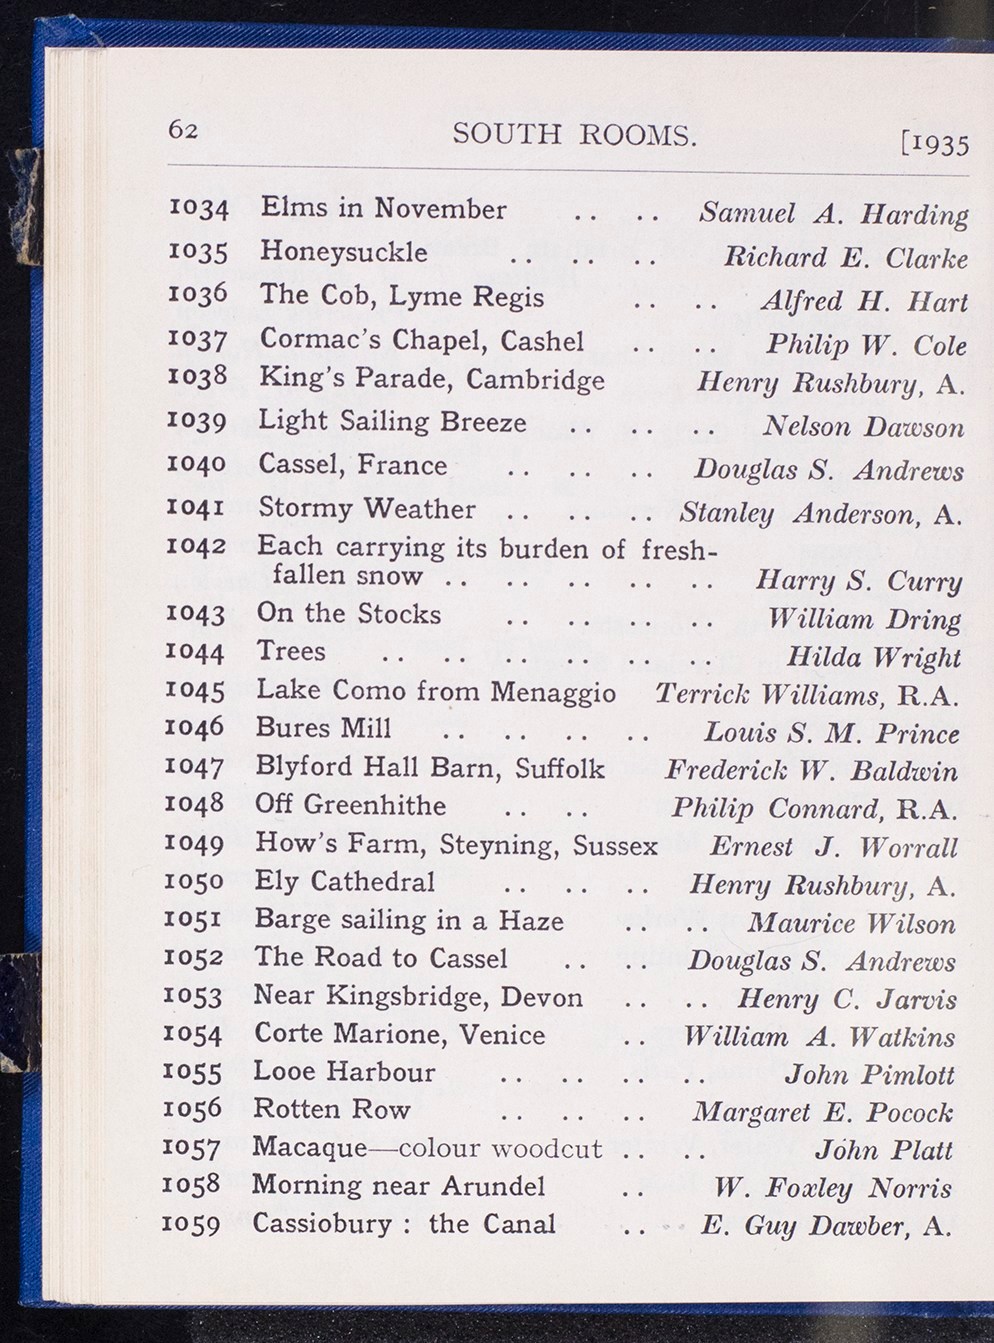 62 SOUTH ROOMS. [1935
1034 Elms in November .. .. Samuel A. Harding
1035 Honeysuckle .. .. .. Richard E. Clarke
1036 The Cob, Lyme Regis .. .. Alfred H. Hart
1037 Cormac's Chapel, Cashel .. .. Philip W. Cole
1038 King's Parade, Cambridge Henry Rushbury, A.
1039 Light Sailing Breeze .. .. .. Nelson Dawson
1040 Cassel, France .. .. .. Douglas S. Andrews
1041 Stormy Weather .. .. .. Stanley Anderson, A.
1042 Each carrying its burden of fresh-
fallen snow .. .. .. .. .. Harry S. Curry
1043 On the Stocks .. .. .. .. William Dring
1044 Trees .. .. .. .. .. .. Hilda Wright
1045 Lake Como from Menaggio Terrick Williams, R.A.
1046 Bures Mill .. .. .. .. Louis S. M. Prince
1047 Blyford Hall Barn, Suffolk Frederick W. Baldwin
1048 Off Greenhithe .. .. Philip Connard, R.A.
1049 How's Farm, Steyning, Sussex Ernest J. Worrall
1050 Ely Cathedral .. .. .. Henry Rushbury, A.
1051 Barge sailing in a Haze .. .. Maurice Wilson
1052 The Road to Cassel .. .. Douglas S. Andrews
1053 Near Kingsbridge, Devon .. .. Henry C. Jarvis
1054 Corte Marione, Venice .. William A. Watkins
1055 Looe Harbour .. .. .. .. John Pimlott
1056 Rotten Row .. .. .. Margaret E. Pocock
1057 Macaque—colour woodcut .. .. John Platt
1058 Morning near Arundel .. W. Foxley Norris
1059 Cassiobury : the Canal .. .. E. Guy Dawber, A.